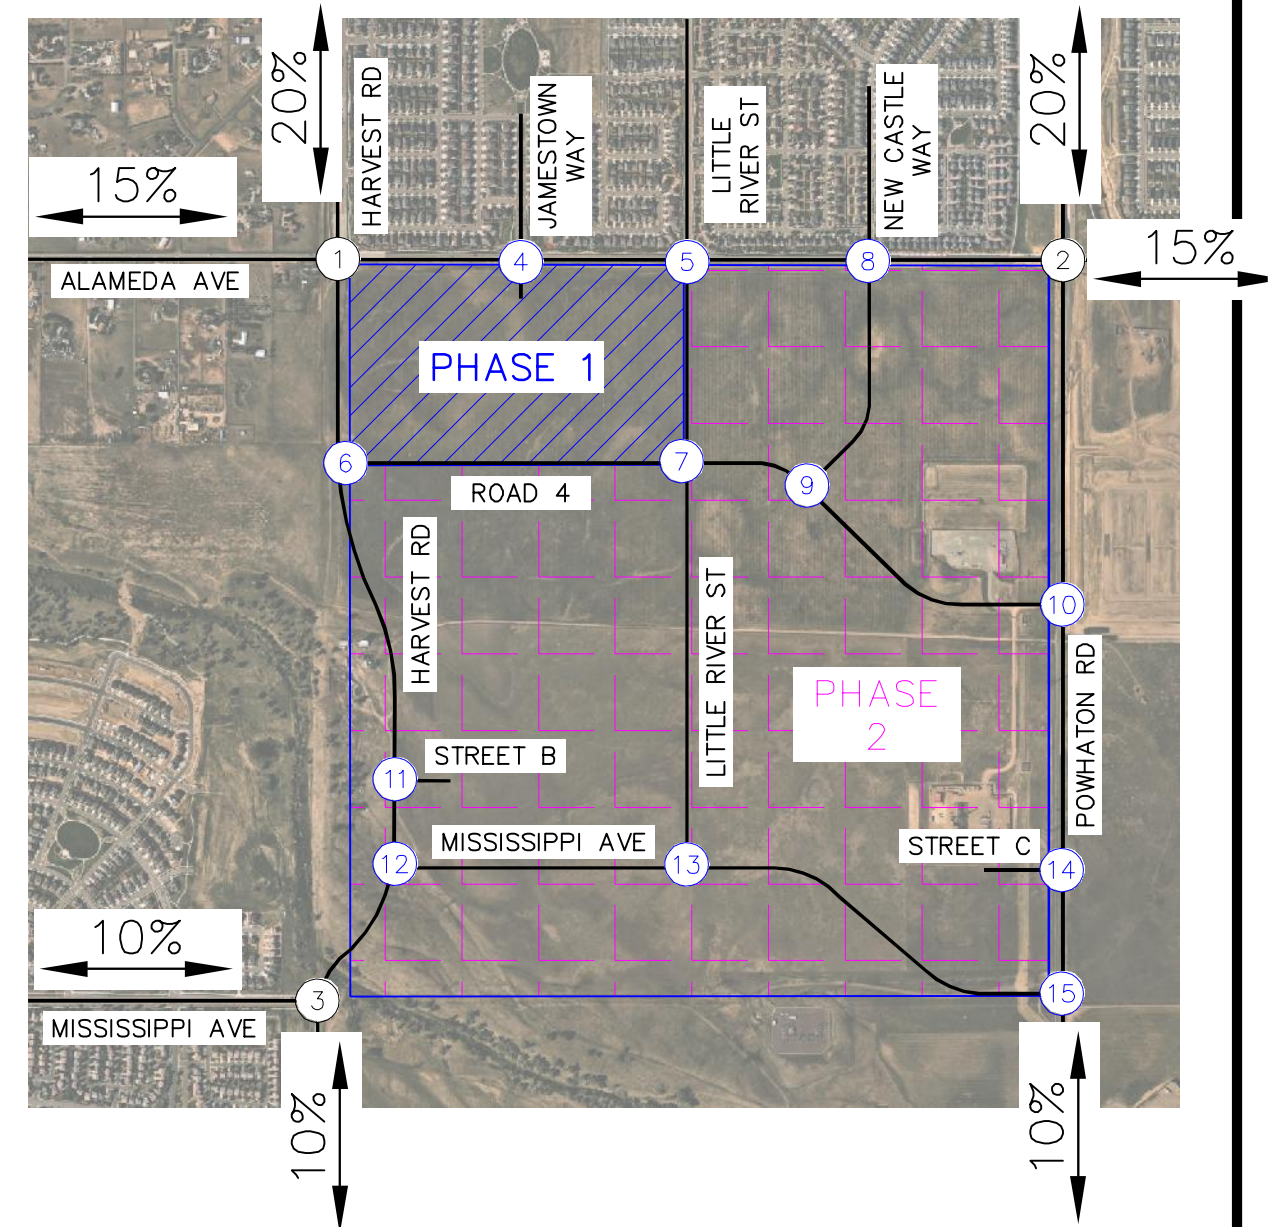 20%
HARVEST RD
JAMESTOWN
WAY
LITTLE
RIVER ST
NEW CASTLE
WAY
20%
15%
15%
1
4
5
8
2
ALAMEDA AVE
PHASE 1
6
7
9
ROAD 4
HARVEST RD
LITTLE RIVER ST
10
PHASE
2
POWHATON RD
STREET B
11
MISSISSIPPI AVE
STREET C
12
13
14
10%
3
15
MISSISSIPPI AVE
10%
10%